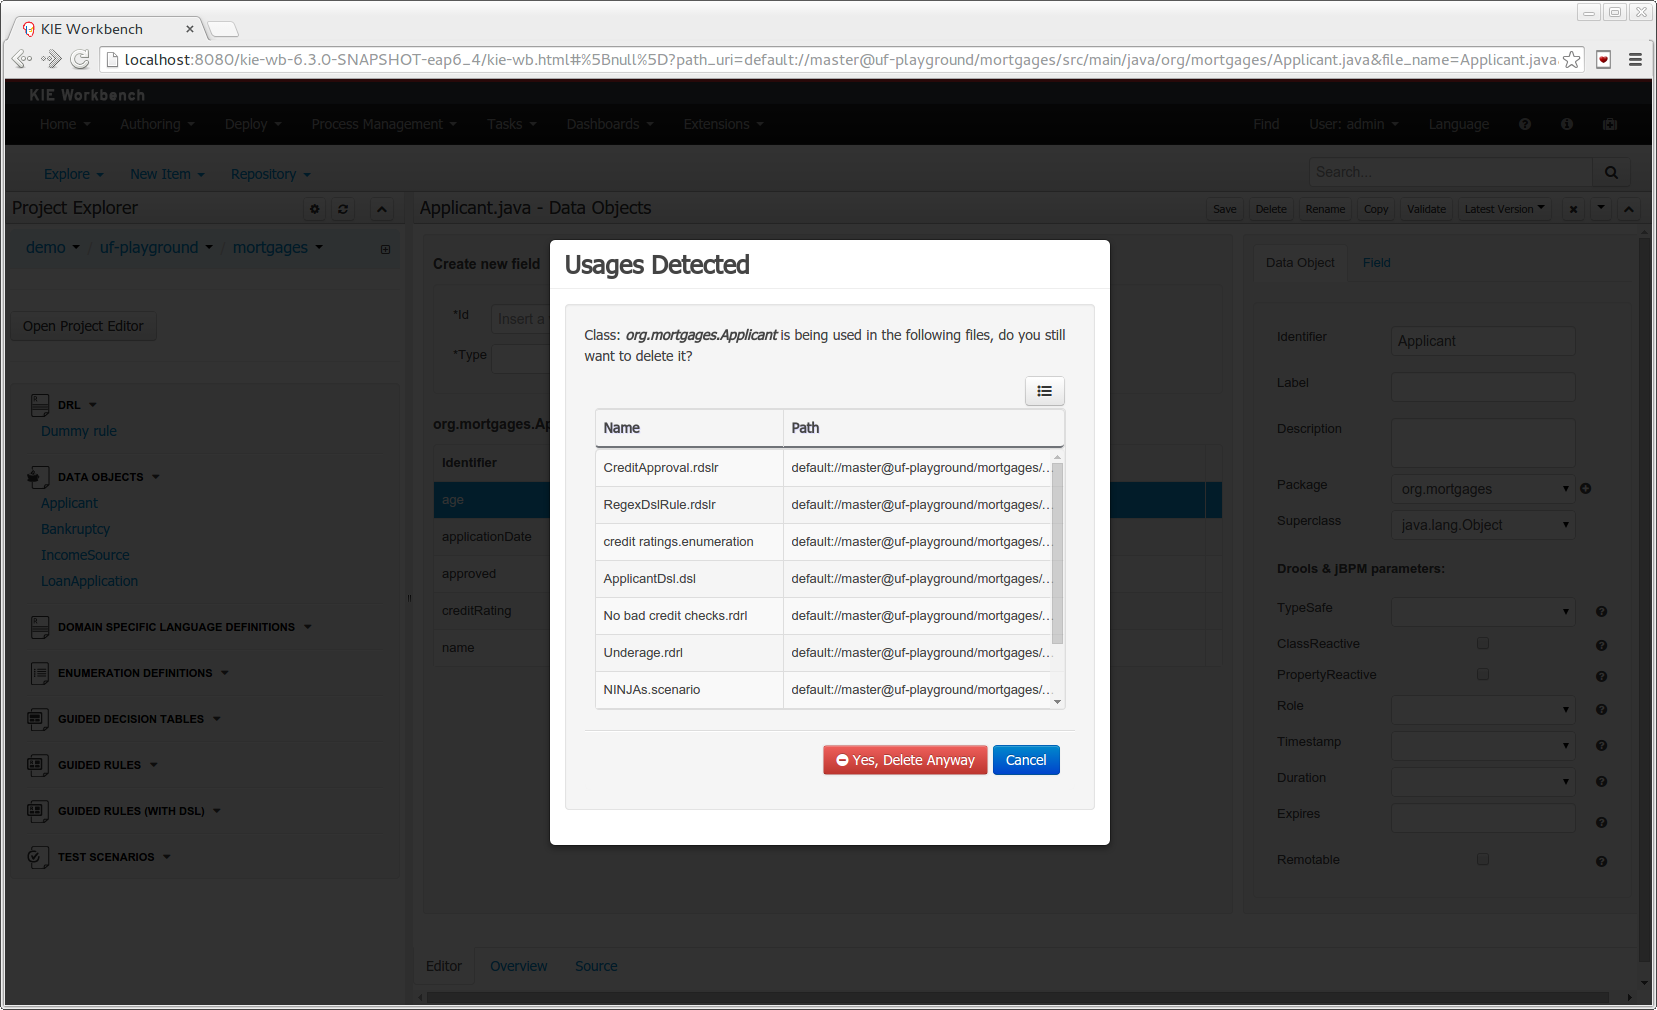 KIE Workbench
localhost:8080/kie-wb-6.3.0-SNAPSHOT-eap6_4/kie-wb.html#%5Bnull%5D?path_uri=default://master@uf-playground/mortgages/src/main/java/org/mortgages/Applicant.java&file_name=Applicant.java
KIE Workbench
Home Authoring Deploy Process Management Tasks Dashboards Extensions Find User: admin Language
Explore New Item Repository Search...
Project Explorer
Applicant.java - Data Objects Save Delete Rename Copy Validate Latest Version
demo / uf-playground / mortgages
Open Project Editor
DRL
Dummy rule
DATA OBJECTS
Applicant
Bankruptcy
IncomeSource
LoanApplication
DOMAIN SPECIFIC LANGUAGE DEFINITIONS
ENUMERATION DEFINITIONS
GUIDED DECISION TABLES
GUIDED RULES
GUIDED RULES (WITH DSL)
TEST SCENARIOS
Create new field
*Id Insert a
*Type
org.mortgages.Ap
Identifier
age
applicationDate
approved
creditRating
name
Usages Detected
Class: org.mortgages.Applicant is being used in the following files, do you still
want to delete it?
Name Path
CreditApproval.rdslr default://master@uf-playground/mortgages/...
RegexDslRule.rdslr default://master@uf-playground/mortgages/...
credit ratings.enumeration default://master@uf-playground/mortgages/...
ApplicantDsl.dsl default://master@uf-playground/mortgages/...
No bad credit checks.rdrl default://master@uf-playground/mortgages/...
Underage.rdrl default://master@uf-playground/mortgages/...
NINJAs.scenario default://master@uf-playground/mortgages/...
Yes, Delete Anyway Cancel
Data Object Field
Identifier Applicant
Label
Description
Package org.mortgages
Superclass java.lang.Object
Drools & jBPM parameters:
TypeSafe
ClassReactive
PropertyReactive
Role
Timestamp
Duration
Expires
Remotable
Editor Overview Source